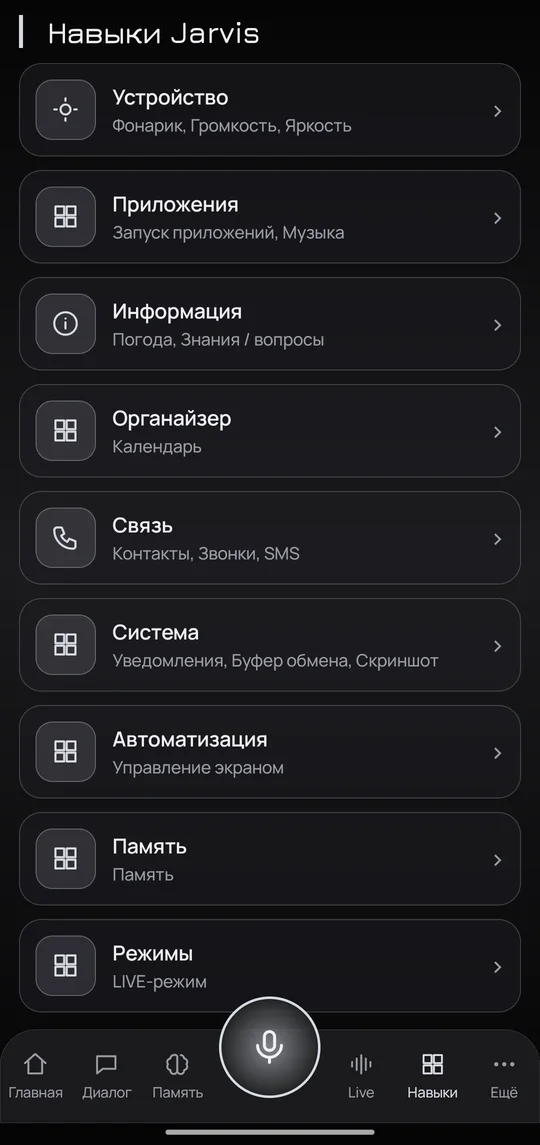 Навыки Jarvis
Устройство
Фонарик, Громкость, Яркость
Приложения
Запуск приложений, Музыка
Информация
Погода, Знания / вопросы
Органайзер
Календарь
Связь
Контакты, Звонки, SMS
Система
Уведомления, Буфер обмена, Скриншот
Автоматизация
Управление экраном
Память
Память
Режимы
LIVE-режим
Главная Диалог Память Live Навыки Ещё